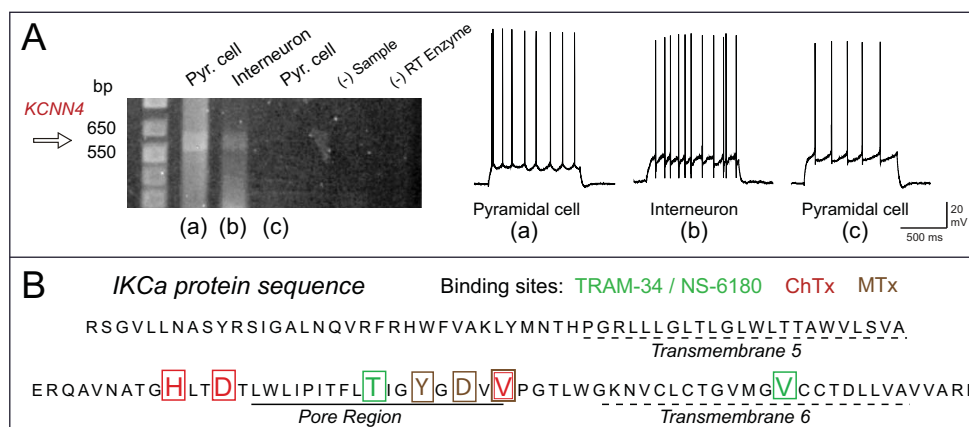 A
Pyr. cell
Interneuron
Pyr. cell
(-) Sample
(-) RT Enzyme
bp
KCNN4
650
550
(a) (b) (c)
Pyramidal cell
(a)
Interneuron
(b)
Pyramidal cell
(c)
20
mV
500 ms
B
IKCa protein sequence
Binding sites: TRAM-34 / NS-6180 ChTx MTx
RSGVLLNASYRSIGALNQVRFRHWFVAKLYMNTHPGRLLLGLTLGLWLTTAWVLSVA
Transmembrane 5
ERQAVNATGHLTDTLWLIPITFLTIGYGDVVPGTLWGKNVCLCTGVMGVCCTDLLVAVVARI
Pore Region
Transmembrane 6